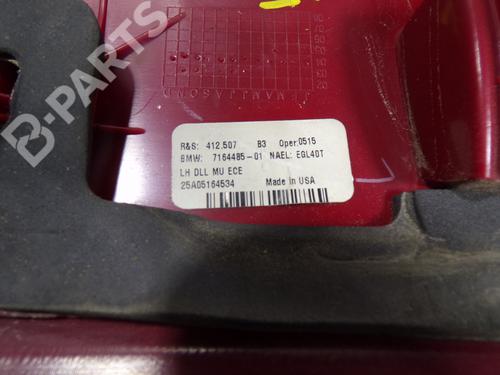 B-PARTS
J F M A M J J A S O N D
R&S: 412.507 B3 Oper:0515
BMW: 7164485-01 NAEL: EGL40T
LH DLL MU ECE
25A05164534 Made in USA